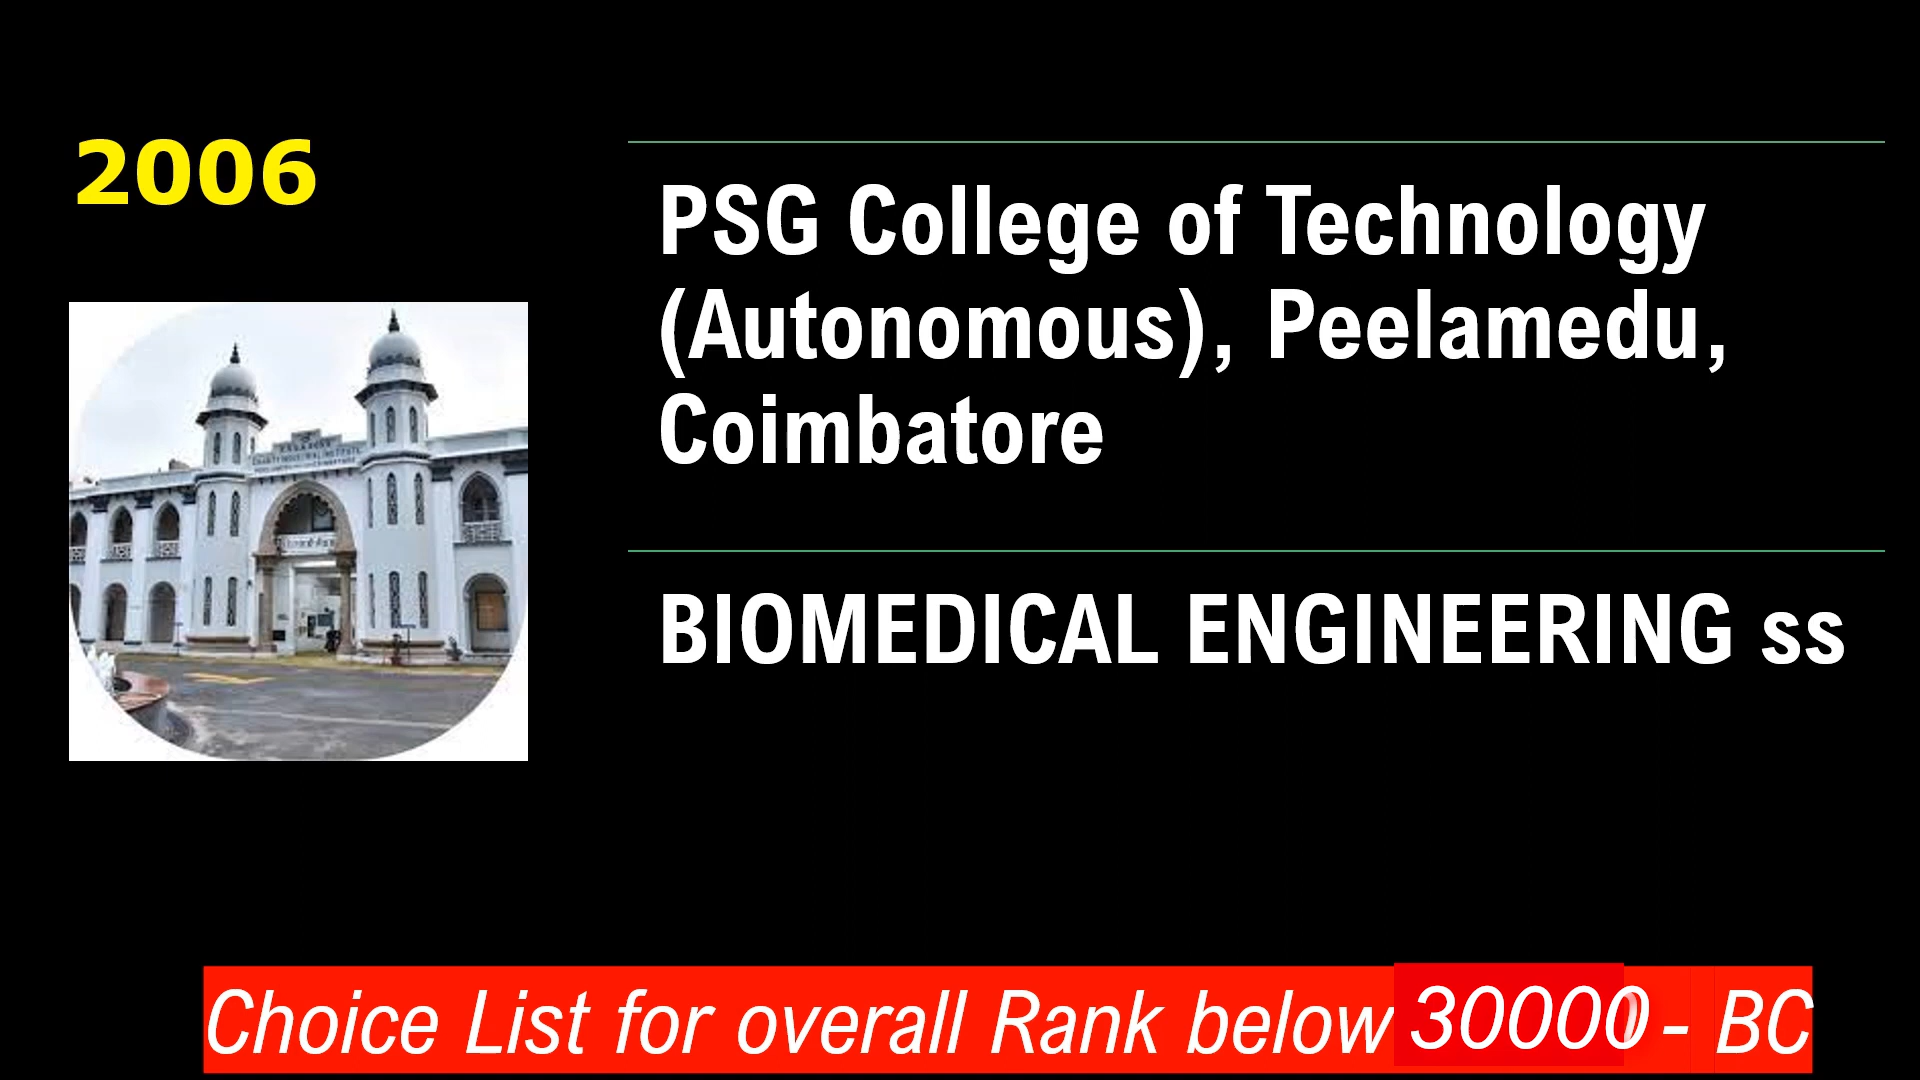 2006
PSG College of Technology
(Autonomous), Peelamedu,
Coimbatore
BIOMEDICAL ENGINEERING ss
Choice List for overall Rank below 30000 - BC